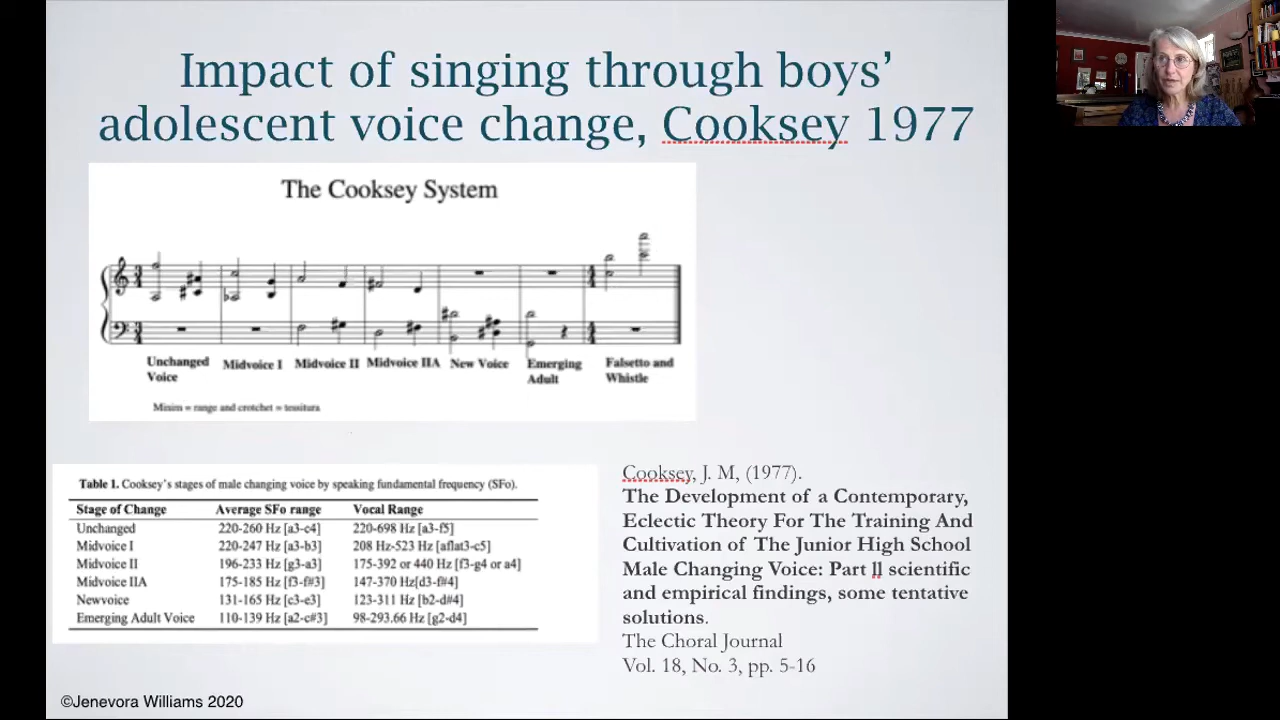 Impact of singing through boys'
adolescent voice change, Cooksey 1977
The Cooksey System
Unchanged Voice
Midvoice I
Midvoice II
Midvoice IIA
New Voice
Emerging Adult
Falsetto and Whistle
Minim = range and crotchet = tessitura
Table 1. Cooksey's stages of male changing voice by speaking fundamental frequency (SFo).
Stage of Change Average SFo range Vocal Range
Unchanged 220-260 Hz [a3-c4] 220-698 Hz [a3-f5]
Midvoice I 220-247 Hz [a3-b3] 208 Hz-523 Hz [aflat3-c5]
Midvoice II 196-233 Hz [g3-a3] 175-392 or 440 Hz [f3-g4 or a4]
Midvoice IIA 175-185 Hz [f3-f#3] 147-370 Hz[d3-f#4]
Newvoice 131-165 Hz [c3-e3] 123-311 Hz [b2-d#4]
Emerging Adult Voice 110-139 Hz [a2-c#3] 98-293.66 Hz [g2-d4]
Cooksey, J. M, (1977).
The Development of a Contemporary,
Eclectic Theory For The Training And
Cultivation of The Junior High School
Male Changing Voice: Part ll scientific
and empirical findings, some tentative
solutions.
The Choral Journal
Vol. 18, No. 3, pp. 5-16
©Jenevora Williams 2020